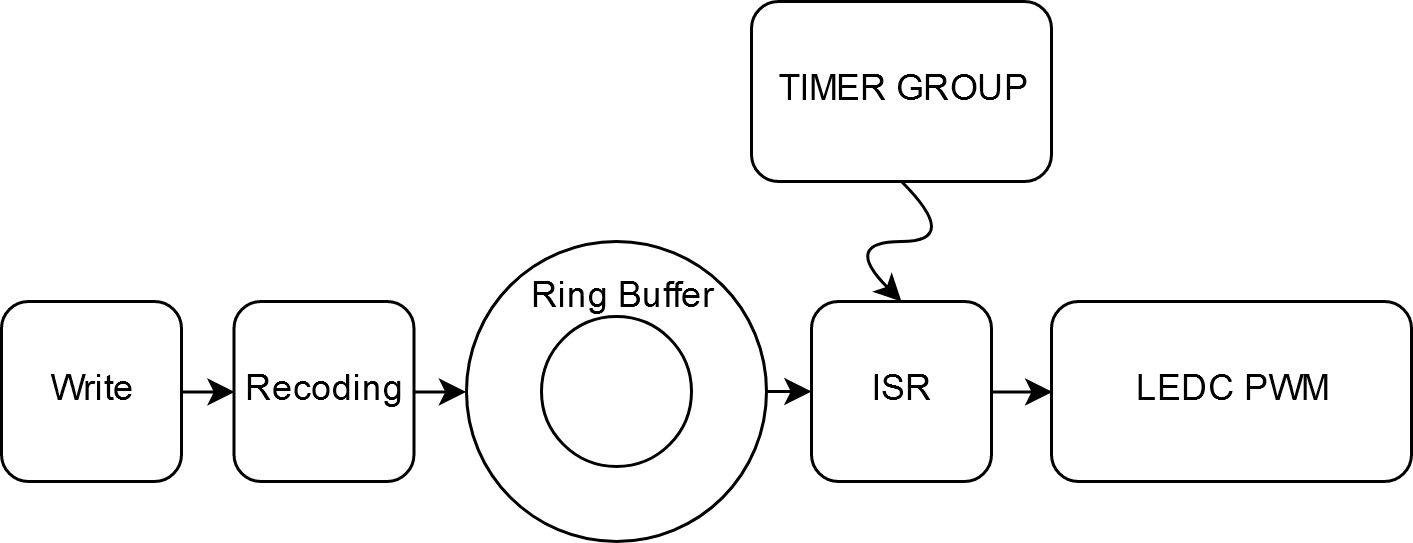 TIMER GROUP
Ring Buffer
Write
Recoding
ISR
LEDC PWM